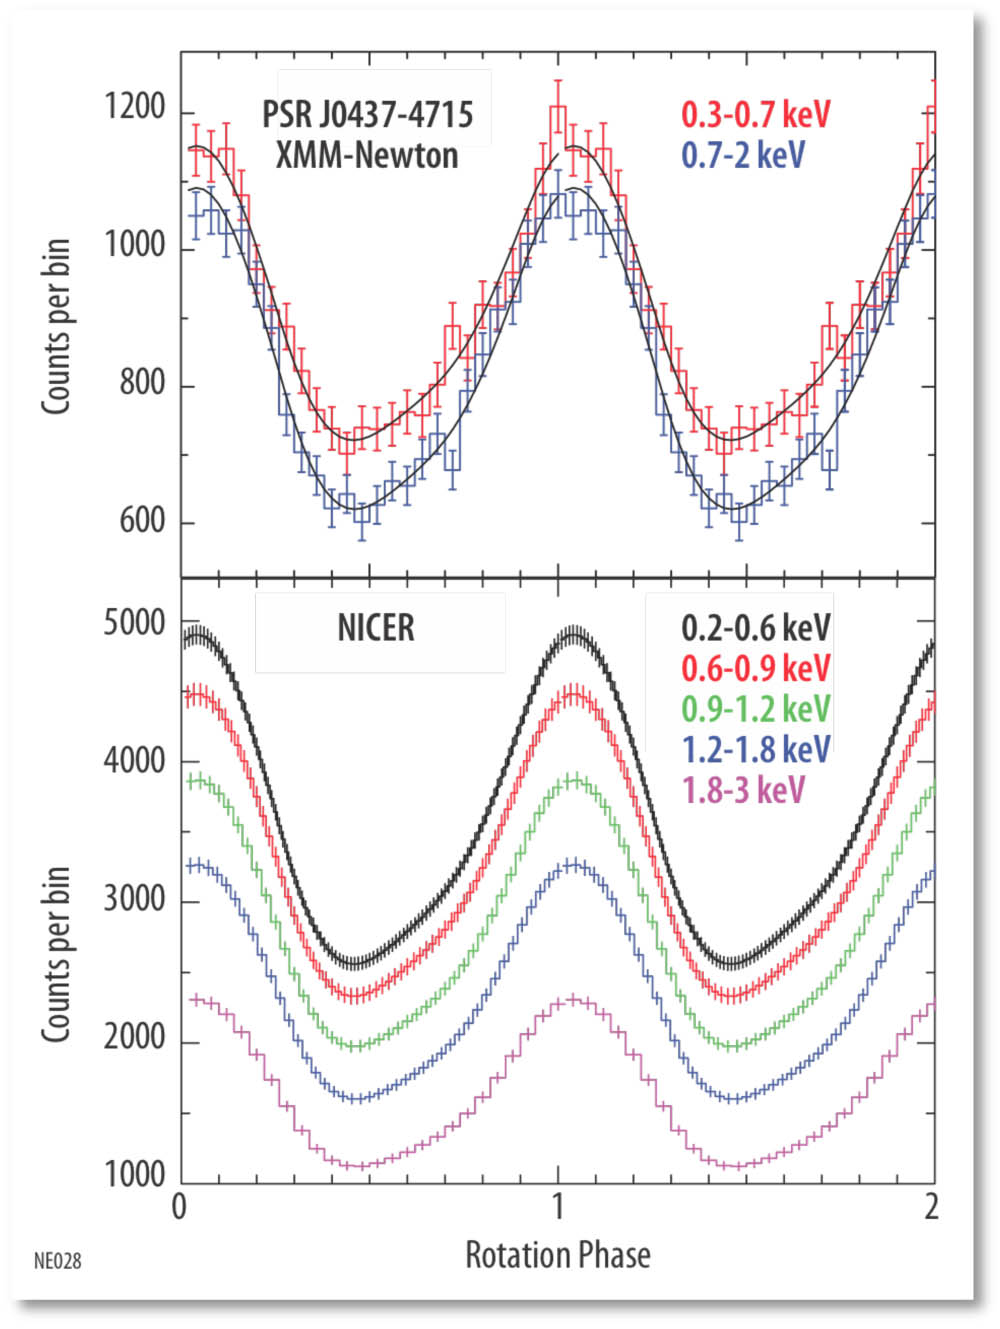 PSR J0437-4715
XMM-Newton
0.3-0.7 keV
0.7-2 keV
1200
1000
800
600
Counts per bin
NICER
0.2-0.6 keV
0.6-0.9 keV
0.9-1.2 keV
1.2-1.8 keV
1.8-3 keV
5000
4000
3000
2000
1000
Counts per bin
0
1
2
Rotation Phase
NE028